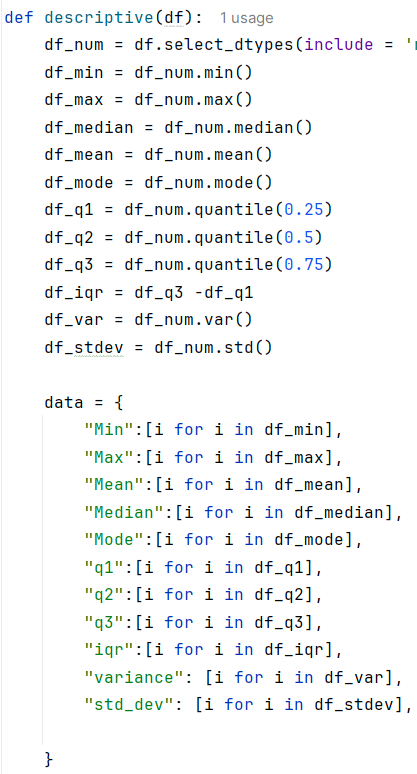 def descriptive(df): 1 usage
    df_num = df.select_dtypes(include = '
    df_min = df_num.min()
    df_max = df_num.max()
    df_median = df_num.median()
    df_mean = df_num.mean()
    df_mode = df_num.mode()
    df_q1 = df_num.quantile(0.25)
    df_q2 = df_num.quantile(0.5)
    df_q3 = df_num.quantile(0.75)
    df_iqr = df_q3 -df_q1
    df_var = df_num.var()
    df_stdev = df_num.std()

    data = {
        "Min":[i for i in df_min],
        "Max":[i for i in df_max],
        "Mean":[i for i in df_mean],
        "Median":[i for i in df_median],
        "Mode":[i for i in df_mode],
        "q1":[i for i in df_q1],
        "q2":[i for i in df_q2],
        "q3":[i for i in df_q3],
        "iqr":[i for i in df_iqr],
        "variance": [i for i in df_var],
        "std_dev": [i for i in df_stdev],

    }